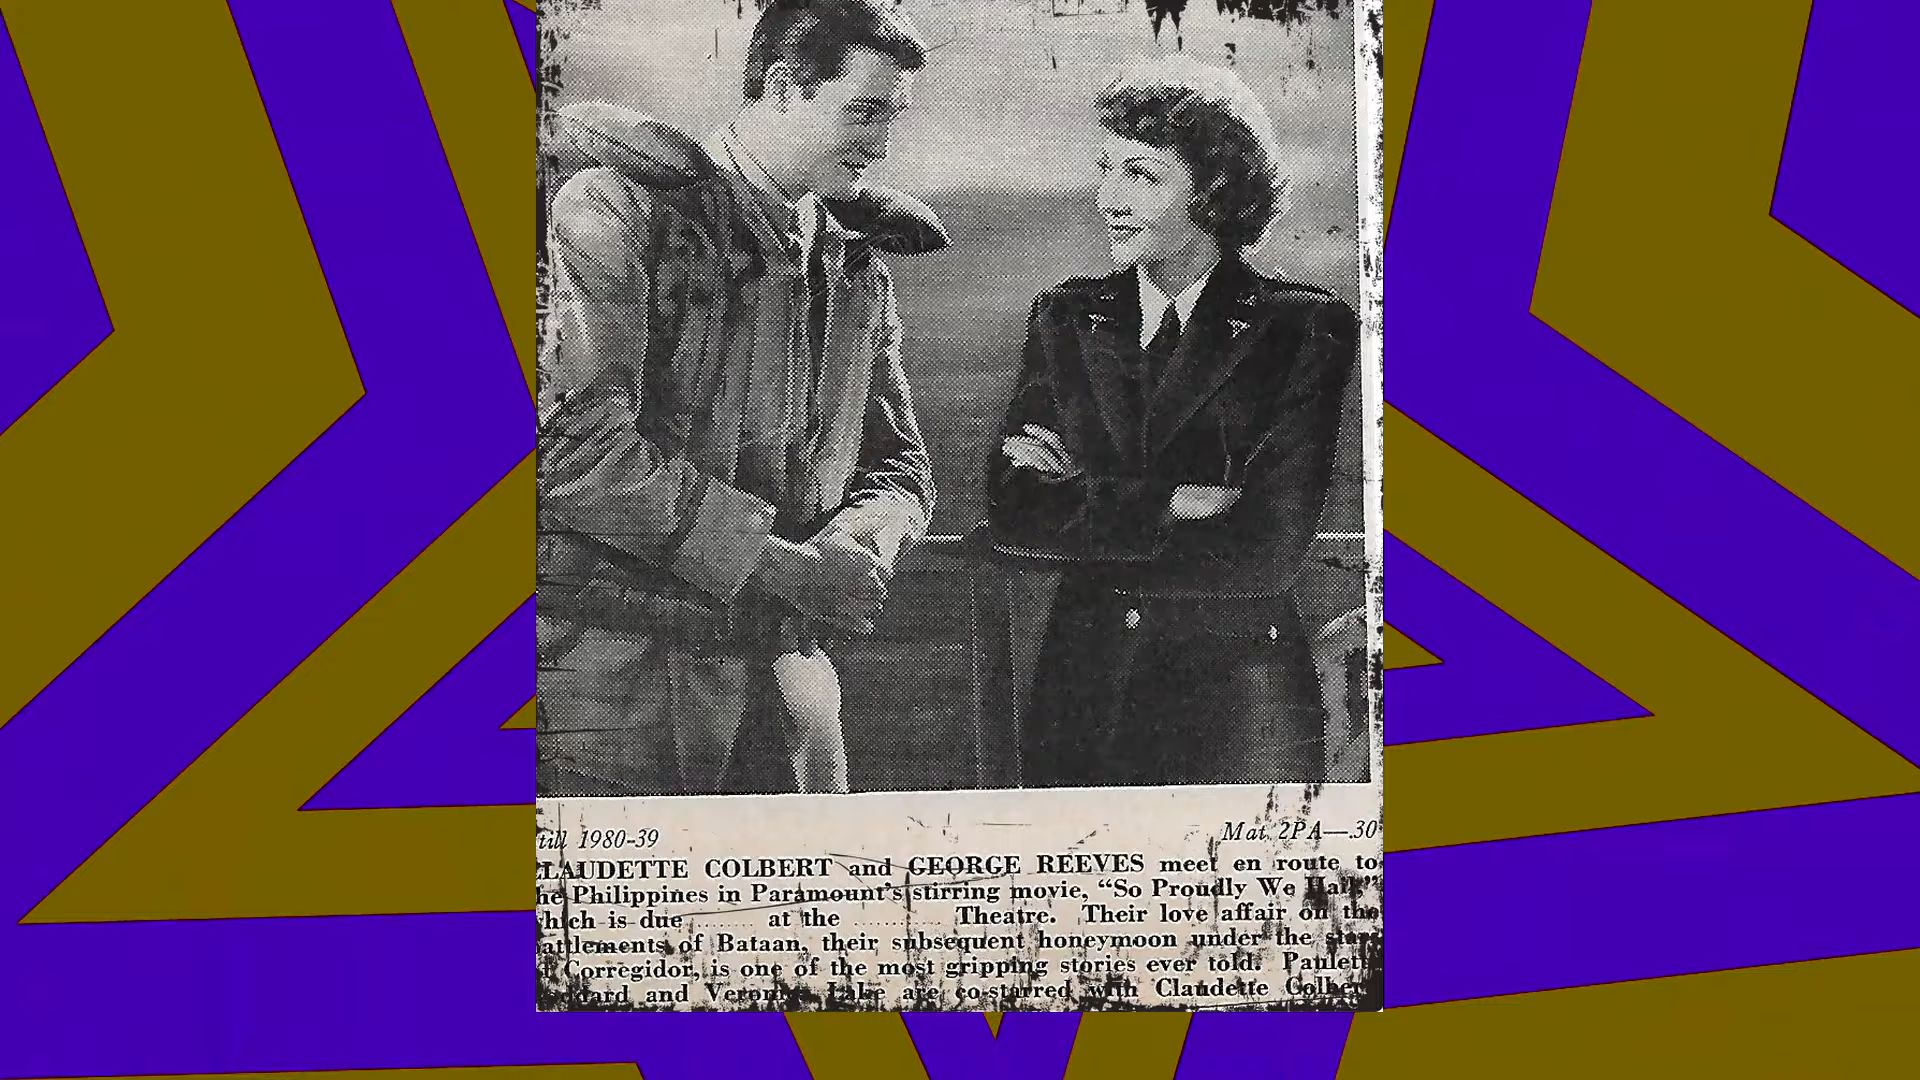 till 1980-39 Mat 2PA—.30
LAUDETTE COLBERT and GEORGE REEVES meet en route to
he Philippines in Paramount's stirring movie, “So Proudly We Hail,”
hich is due ........ at the .......... Theatre. Their love affair on the
attlements of Bataan, their subsequent honeymoon under the stars
Corregidor, is one of the most gripping stories ever told. Paulett
ddard and Veronica Lake are co-starred with Claudette Colber